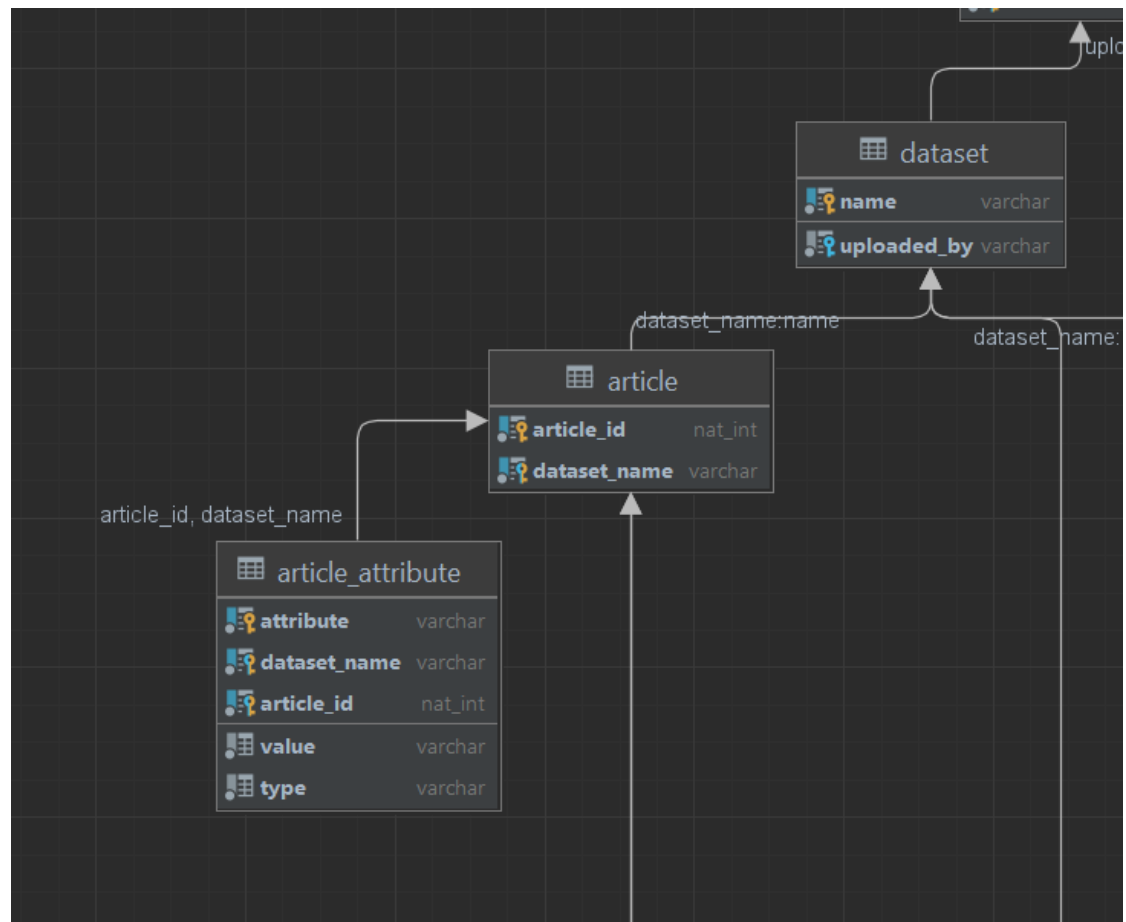 dataset
name varchar
uploaded_by varchar
dataset_name:name
dataset_name:
article
article_id nat_int
dataset_name varchar
article_id, dataset_name
article_attribute
attribute varchar
dataset_name varchar
article_id nat_int
value varchar
type varchar